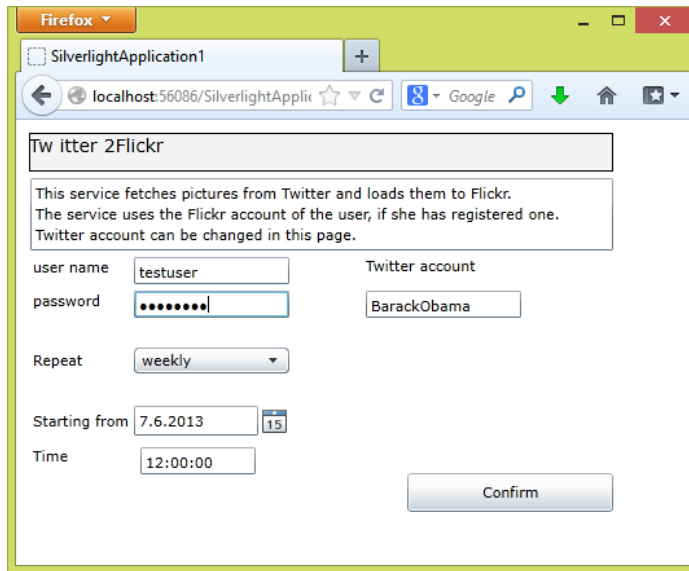 Firefox
SilverlightApplication1
localhost:56086/SilverlightApplic
Google
Tw itter 2Flickr
This service fetches pictures from Twitter and loads them to Flickr.
The service uses the Flickr account of the user, if she has registered one.
Twitter account can be changed in this page.
user name testuser Twitter account
password •••••••• BarackObama
Repeat weekly
Starting from 7.6.2013 15
Time 12:00:00
Confirm